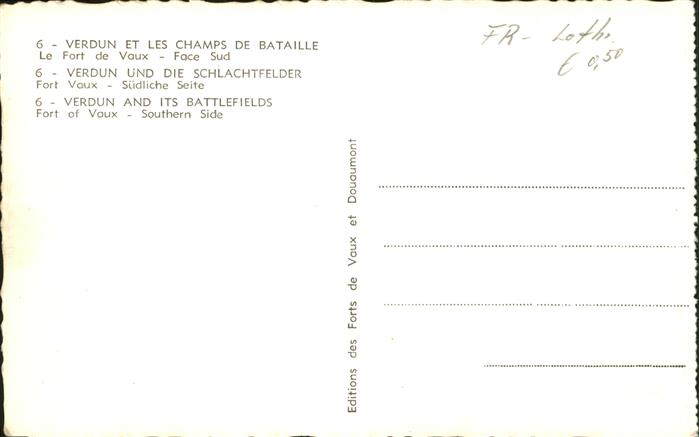 6 - VERDUN ET LES CHAMPS DE BATAILLE
Le Fort de Vaux - Face Sud
6 - VERDUN UND DIE SCHLACHTFELDER
Fort Vaux - Südliche Seite
6 - VERDUN AND ITS BATTLEFIELDS
Fort of Vaux - Southern Side
FR- Lothr.
€ 0,50
Editions des Forts de Vaux et Douaumont